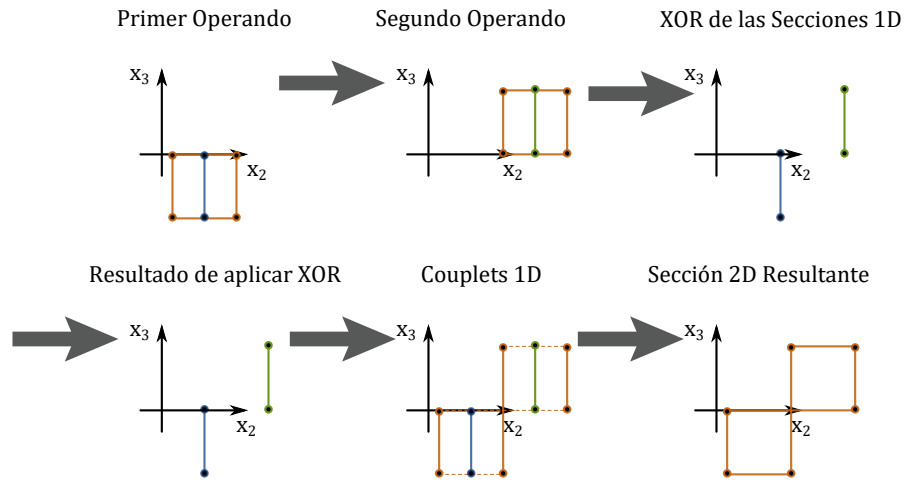 Primer Operando
Segundo Operando
XOR de las Secciones 1D
x3
x2
x3
x2
x3
x2
Resultado de aplicar XOR
Couplets 1D
Sección 2D Resultante
x3
x2
x3
x2
x3
x2